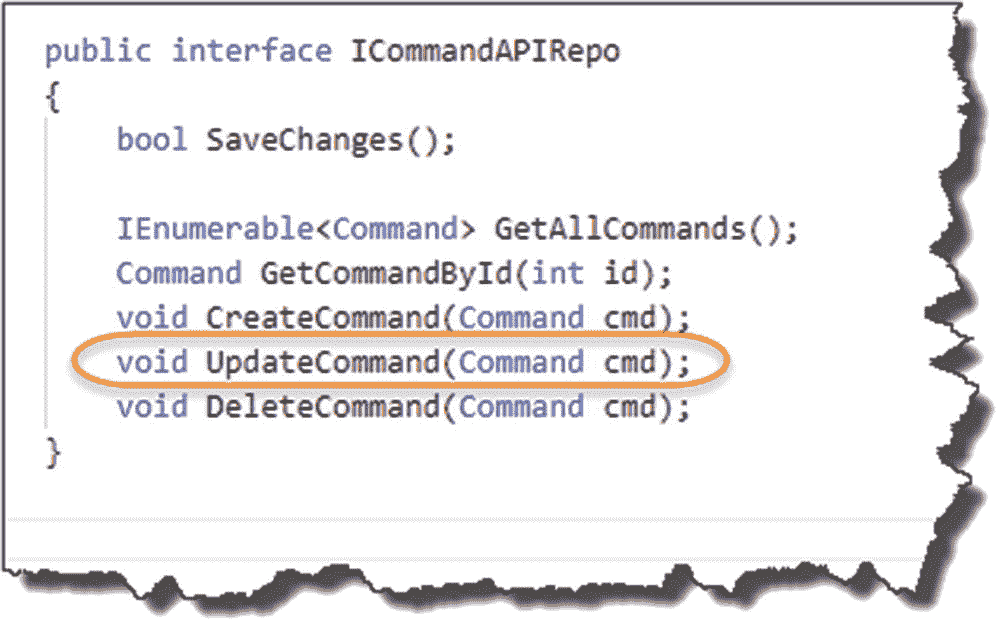 public interface ICommandAPIRepo
{
bool SaveChanges();
IEnumerable<Command> GetAllCommands();
Command GetCommandById(int id);
void CreateCommand(Command cmd);
void UpdateCommand(Command cmd);
void DeleteCommand(Command cmd);
}